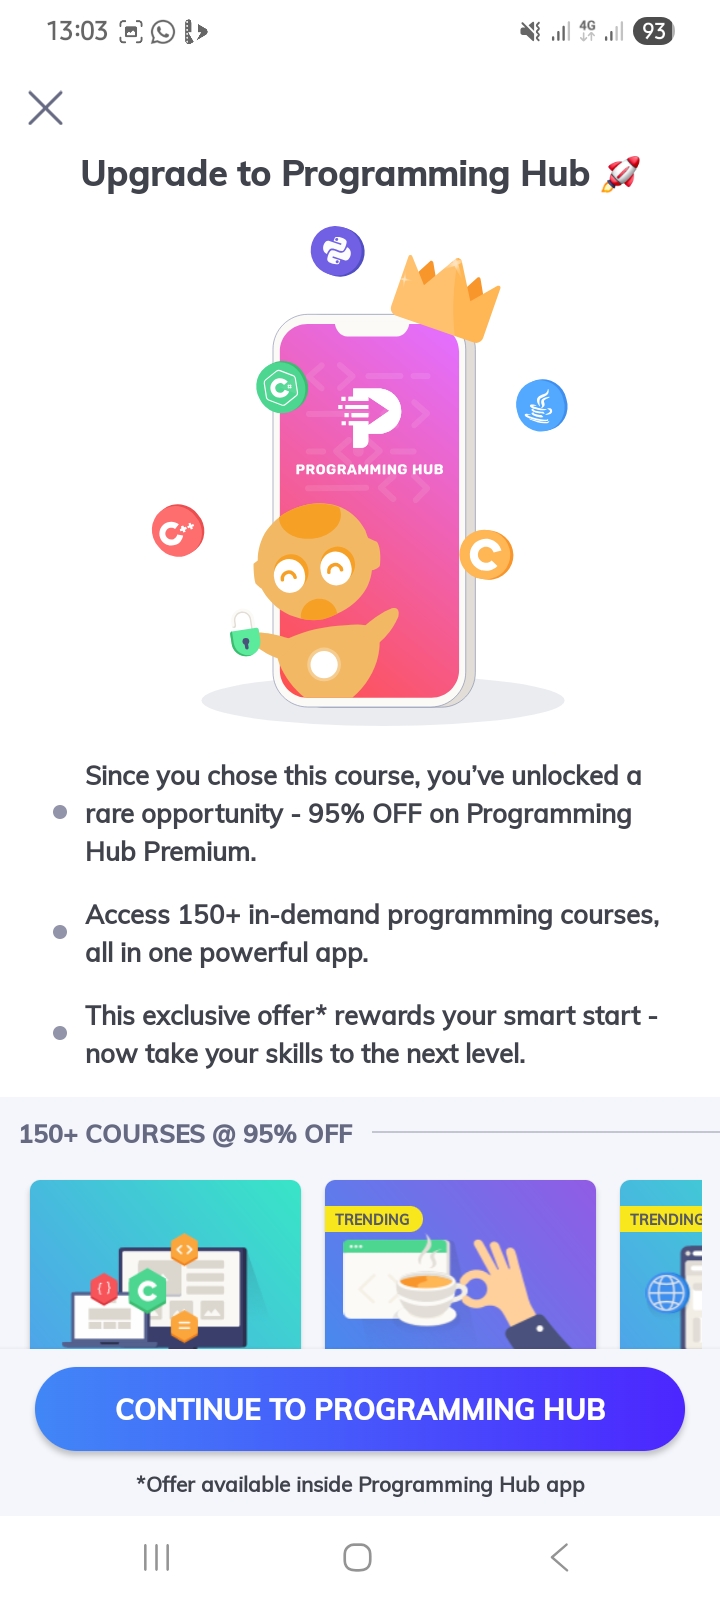 13:03
4G
93
Upgrade to Programming Hub 🚀
PROGRAMMING HUB
Since you chose this course, you’ve unlocked a
rare opportunity - 95% OFF on Programming
Hub Premium.
Access 150+ in-demand programming courses,
all in one powerful app.
This exclusive offer* rewards your smart start -
now take your skills to the next level.
150+ COURSES @ 95% OFF
TRENDING
TRENDING
CONTINUE TO PROGRAMMING HUB
*Offer available inside Programming Hub app